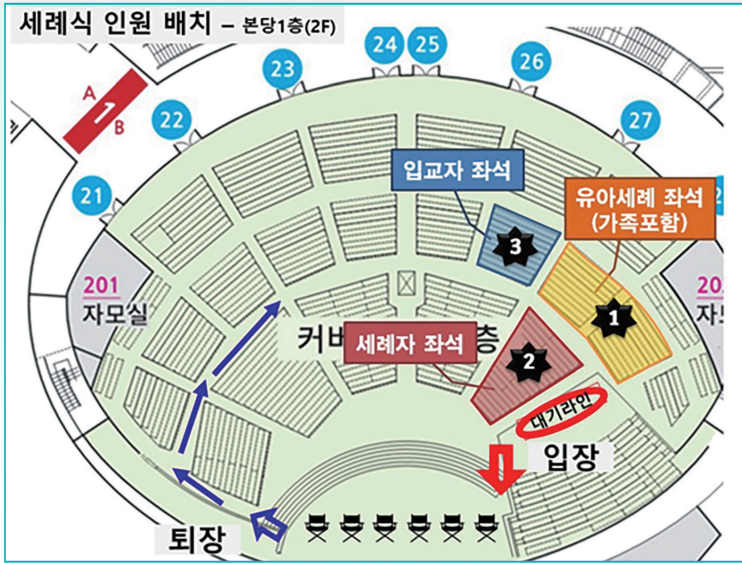 세례식 인원 배치 – 본당1층(2F)
24
25
23
26
A
1
B
22
27
21
입교자 좌석
유아세례 좌석
(가족포함)
3
201
자모실
1
커버
층
세례자 좌석
2
대기라인
입장
퇴장